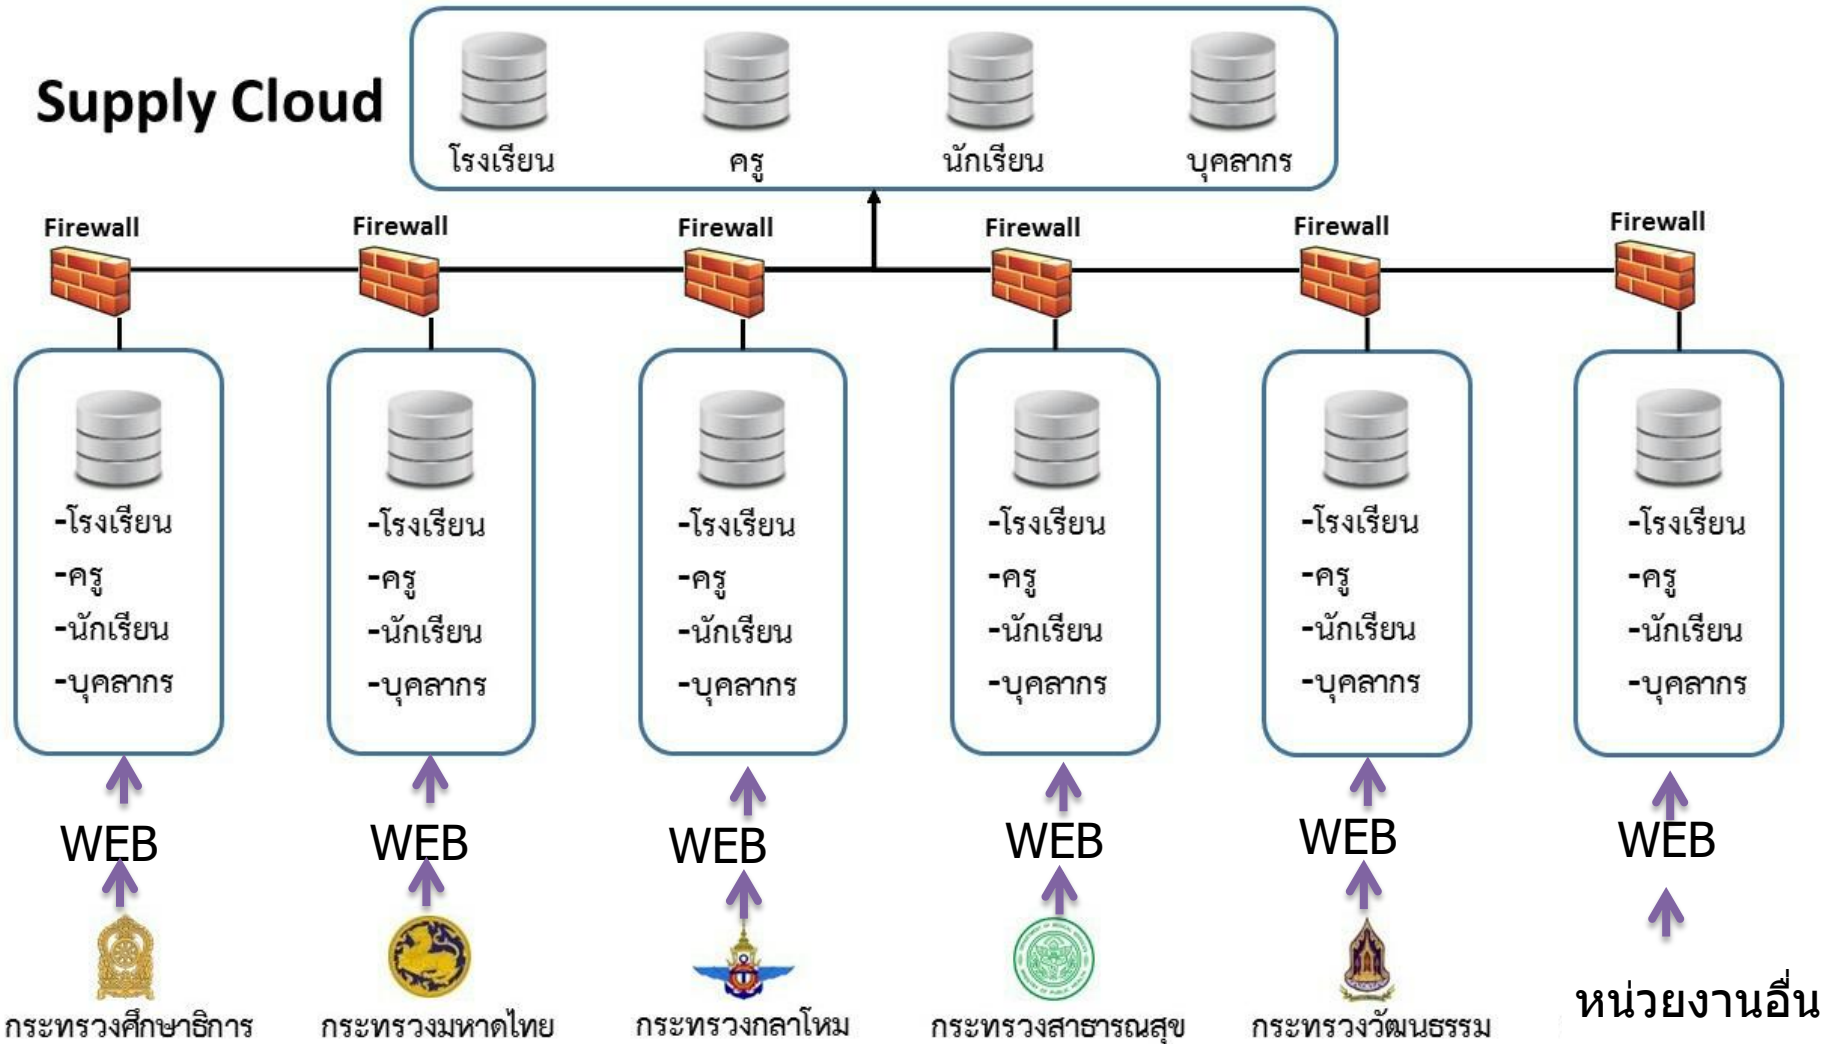 Supply Cloud
โรงเรียน ครู นักเรียน บุคลากร
Firewall Firewall Firewall Firewall Firewall Firewall
-โรงเรียน -โรงเรียน -โรงเรียน -โรงเรียน -โรงเรียน -โรงเรียน
-ครู -ครู -ครู -ครู -ครู -ครู
-นักเรียน -นักเรียน -นักเรียน -นักเรียน -นักเรียน -นักเรียน
-บุคลากร -บุคลากร -บุคลากร -บุคลากร -บุคลากร -บุคลากร
WEB WEB WEB WEB WEB WEB
กระทรวงศึกษาธิการ กระทรวงมหาดไทย กระทรวงกลาโหม กระทรวงสาธารณสุข กระทรวงวัฒนธรรม หน่วยงานอื่น